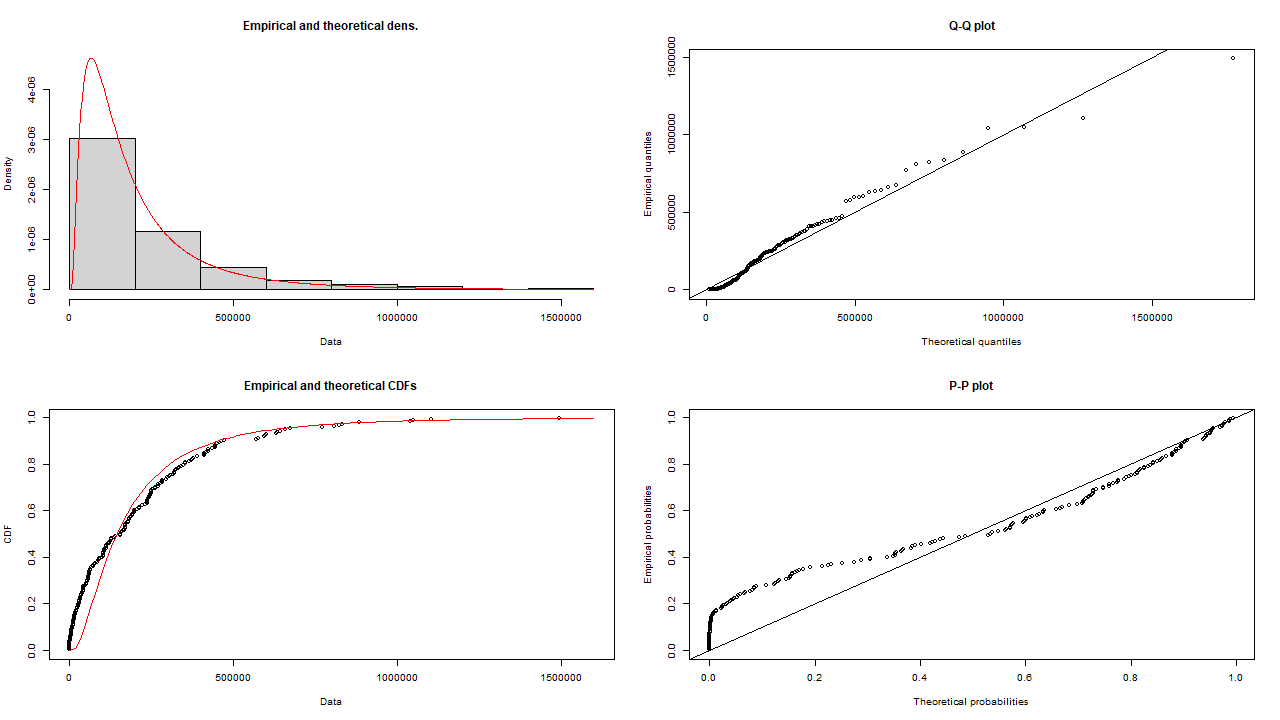 Empirical and theoretical dens.
Density
0e+00 1e-06 2e-06 3e-06 4e-06
0 500000 1000000 1500000
Data
Q-Q plot
Empirical quantiles
0 500000 1000000 1500000
0 500000 1000000 1500000
Theoretical quantiles
Empirical and theoretical CDFs
CDF
0.0 0.2 0.4 0.6 0.8 1.0
0 500000 1000000 1500000
Data
P-P plot
Empirical probabilities
0.0 0.2 0.4 0.6 0.8 1.0
0.0 0.2 0.4 0.6 0.8 1.0
Theoretical probabilities